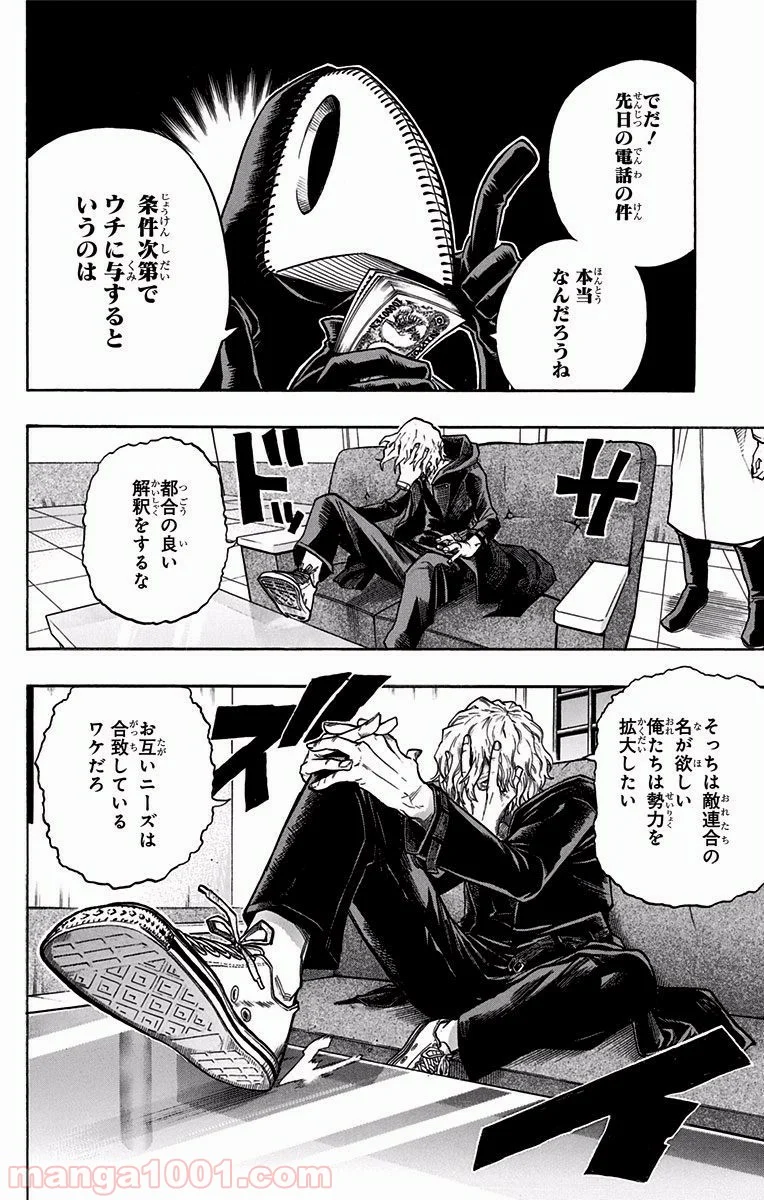 でだ！
先日の電話の件
本当
なんだろうね
条件次第で
ウチに与すると
いうのは
ドサ
ドッ
都合の良い
解釈をするな
そっちは敵連合の
名が欲しい
俺たちは勢力を
拡大したい
お互いニーズは
合致している
ワケだろ
manga1001.com